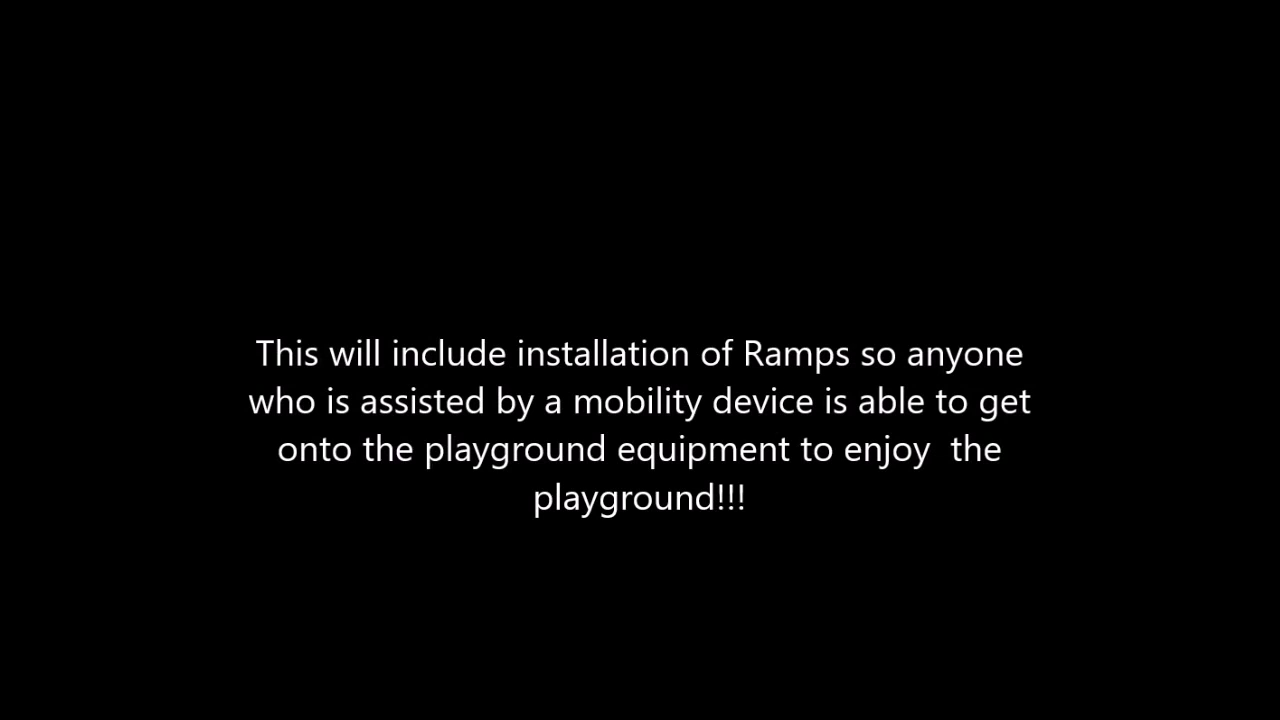 This will include installation of Ramps so anyone
who is assisted by a mobility device is able to get
onto the playground equipment to enjoy  the
playground!!!